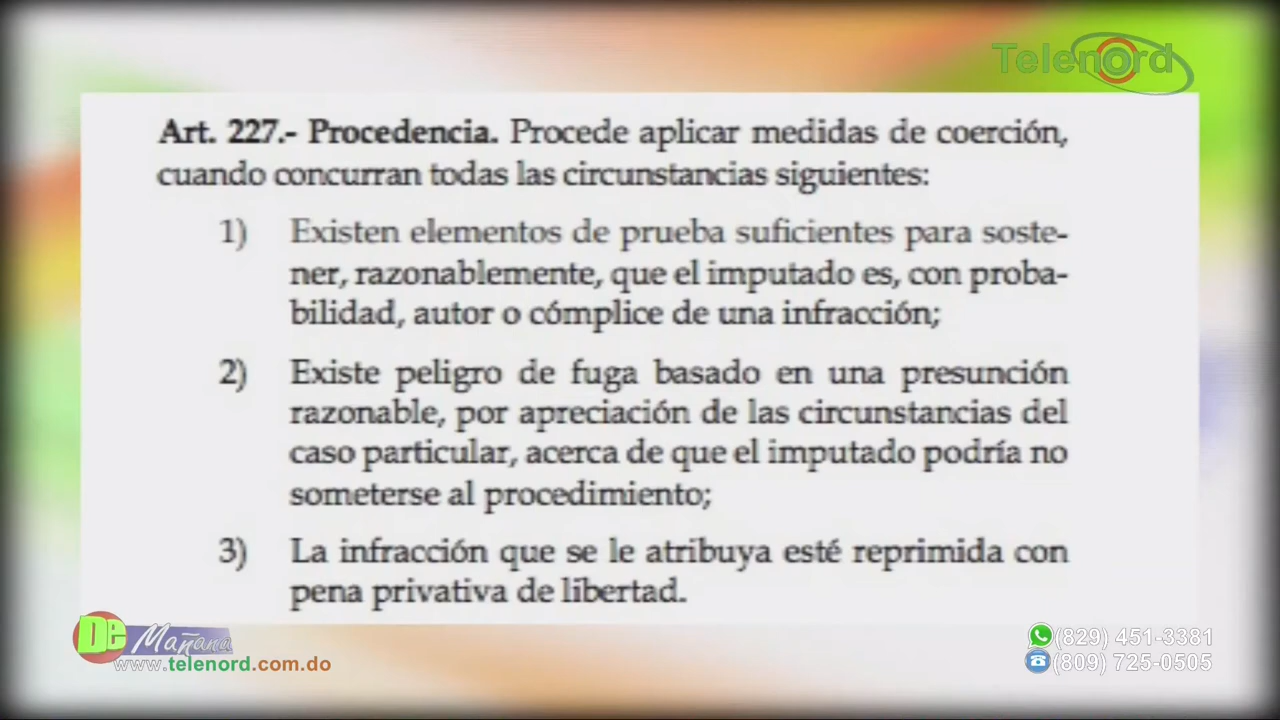 Telenord
Art. 227.- Procedencia. Procede aplicar medidas de coerción,
cuando concurran todas las circunstancias siguientes:
1) Existen elementos de prueba suficientes para soste-
ner, razonablemente, que el imputado es, con proba-
bilidad, autor o cómplice de una infracción;
2) Existe peligro de fuga basado en una presunción
razonable, por apreciación de las circunstancias del
caso particular, acerca de que el imputado podría no
someterse al procedimiento;
3) La infracción que se le atribuya esté reprimida con
pena privativa de libertad.
De Mañana
www.telenord.com.do
(829) 451-3381
(809) 725-0505